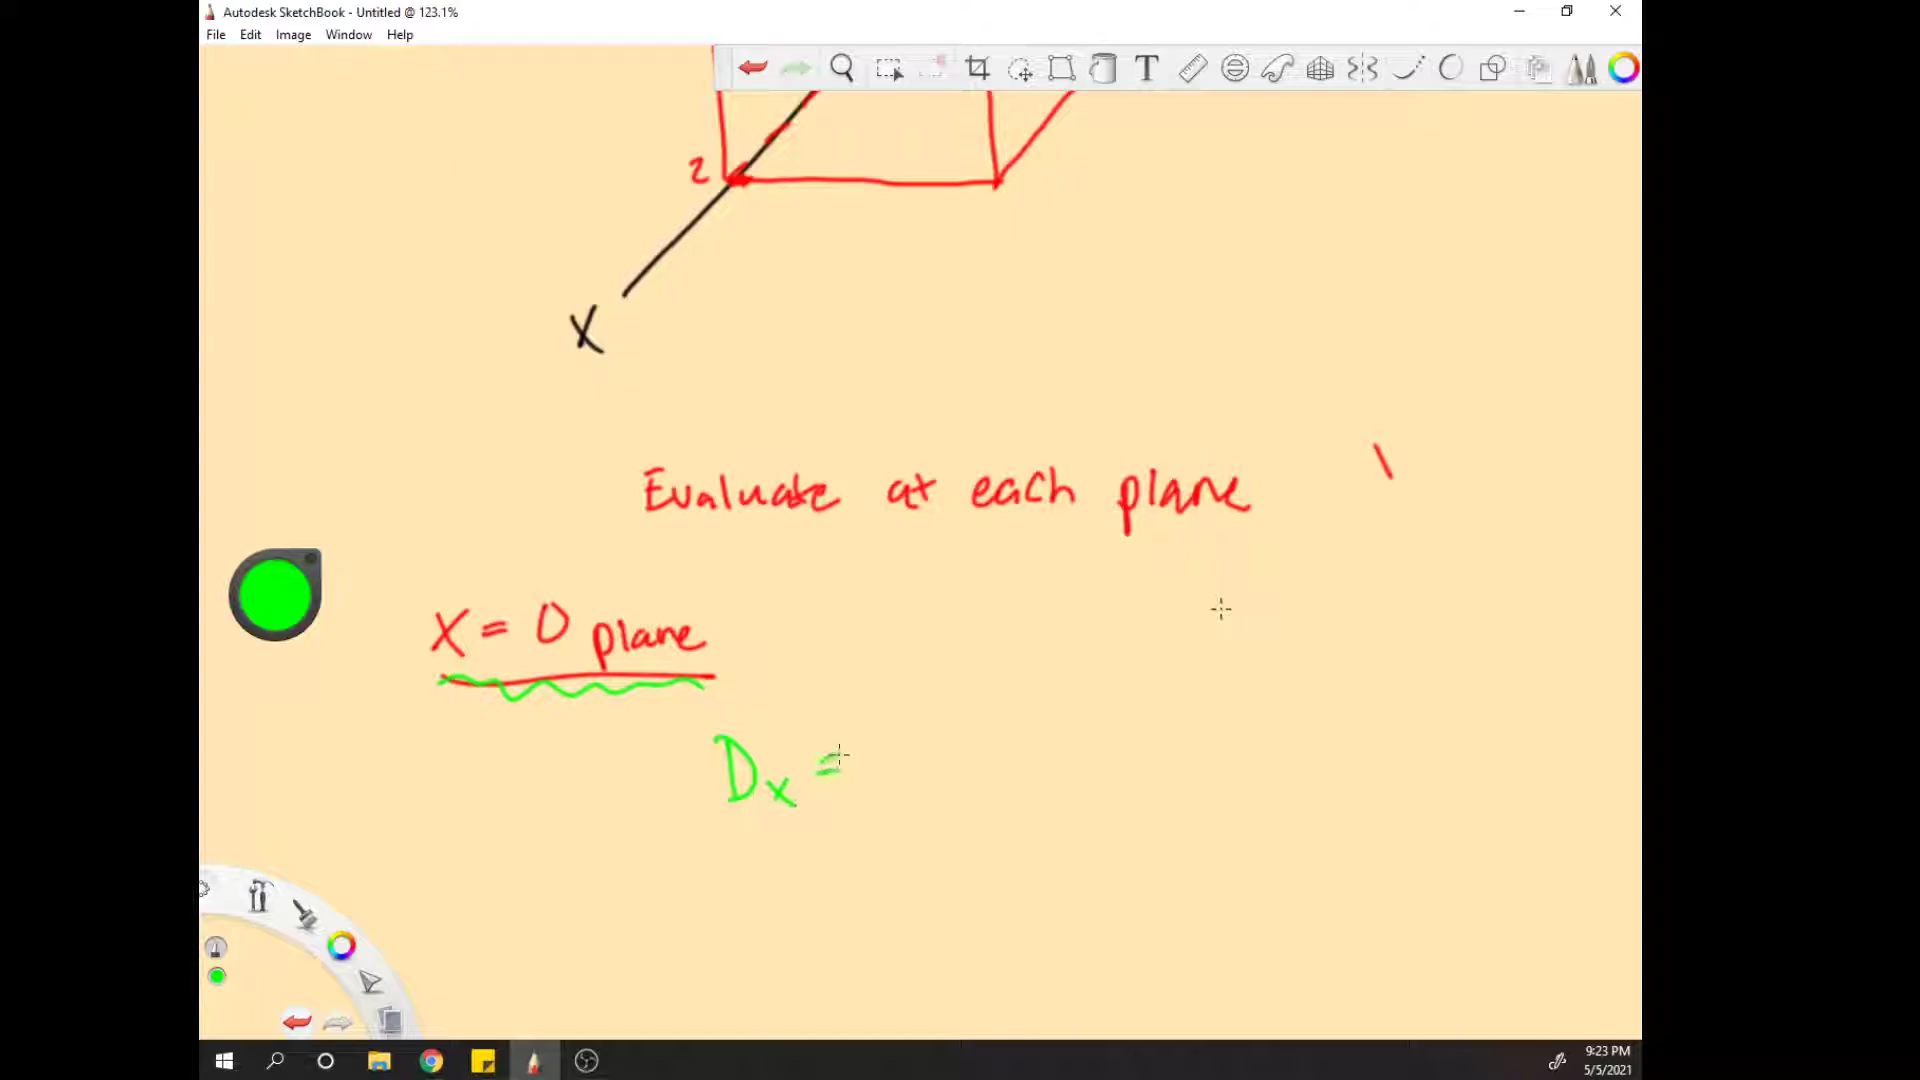 Autodesk SketchBook - Untitled @ 123.1%
File Edit Image Window Help
T
2
X
Evaluate at each plane
X = 0 plane
Dx =
9:23 PM
5/5/2021